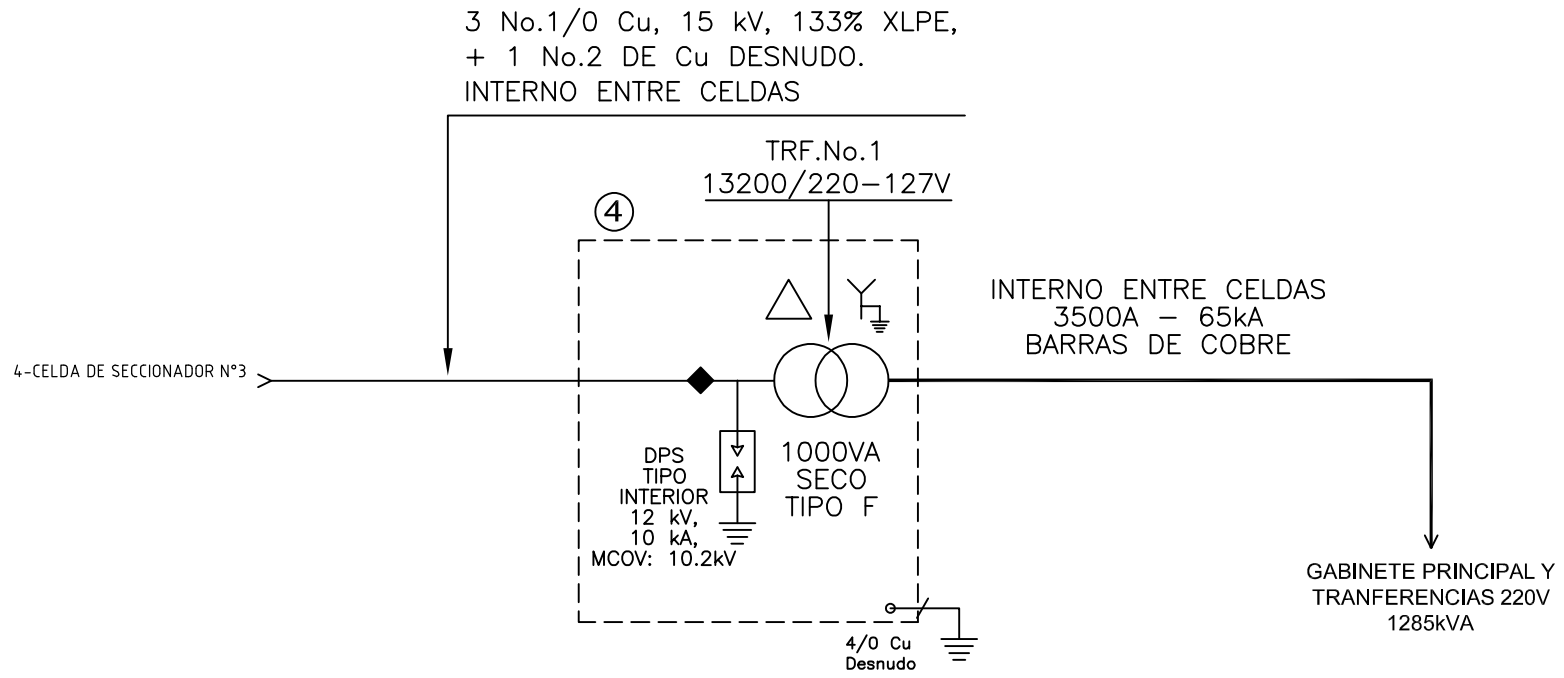 3 No.1/0 Cu, 15 kV, 133% XLPE,
+ 1 No.2 DE Cu DESNUDO.
INTERNO ENTRE CELDAS
TRF.No.1
13200/220-127V
4
INTERNO ENTRE CELDAS
3500A - 65kA
BARRAS DE COBRE
4-CELDA DE SECCIONADOR N°3
DPS
TIPO
INTERIOR
12 kV,
10 kA,
MCOV: 10.2kV
1000VA
SECO
TIPO F
GABINETE PRINCIPAL Y
TRANFERENCIAS 220V
1285kVA
4/0 Cu
Desnudo